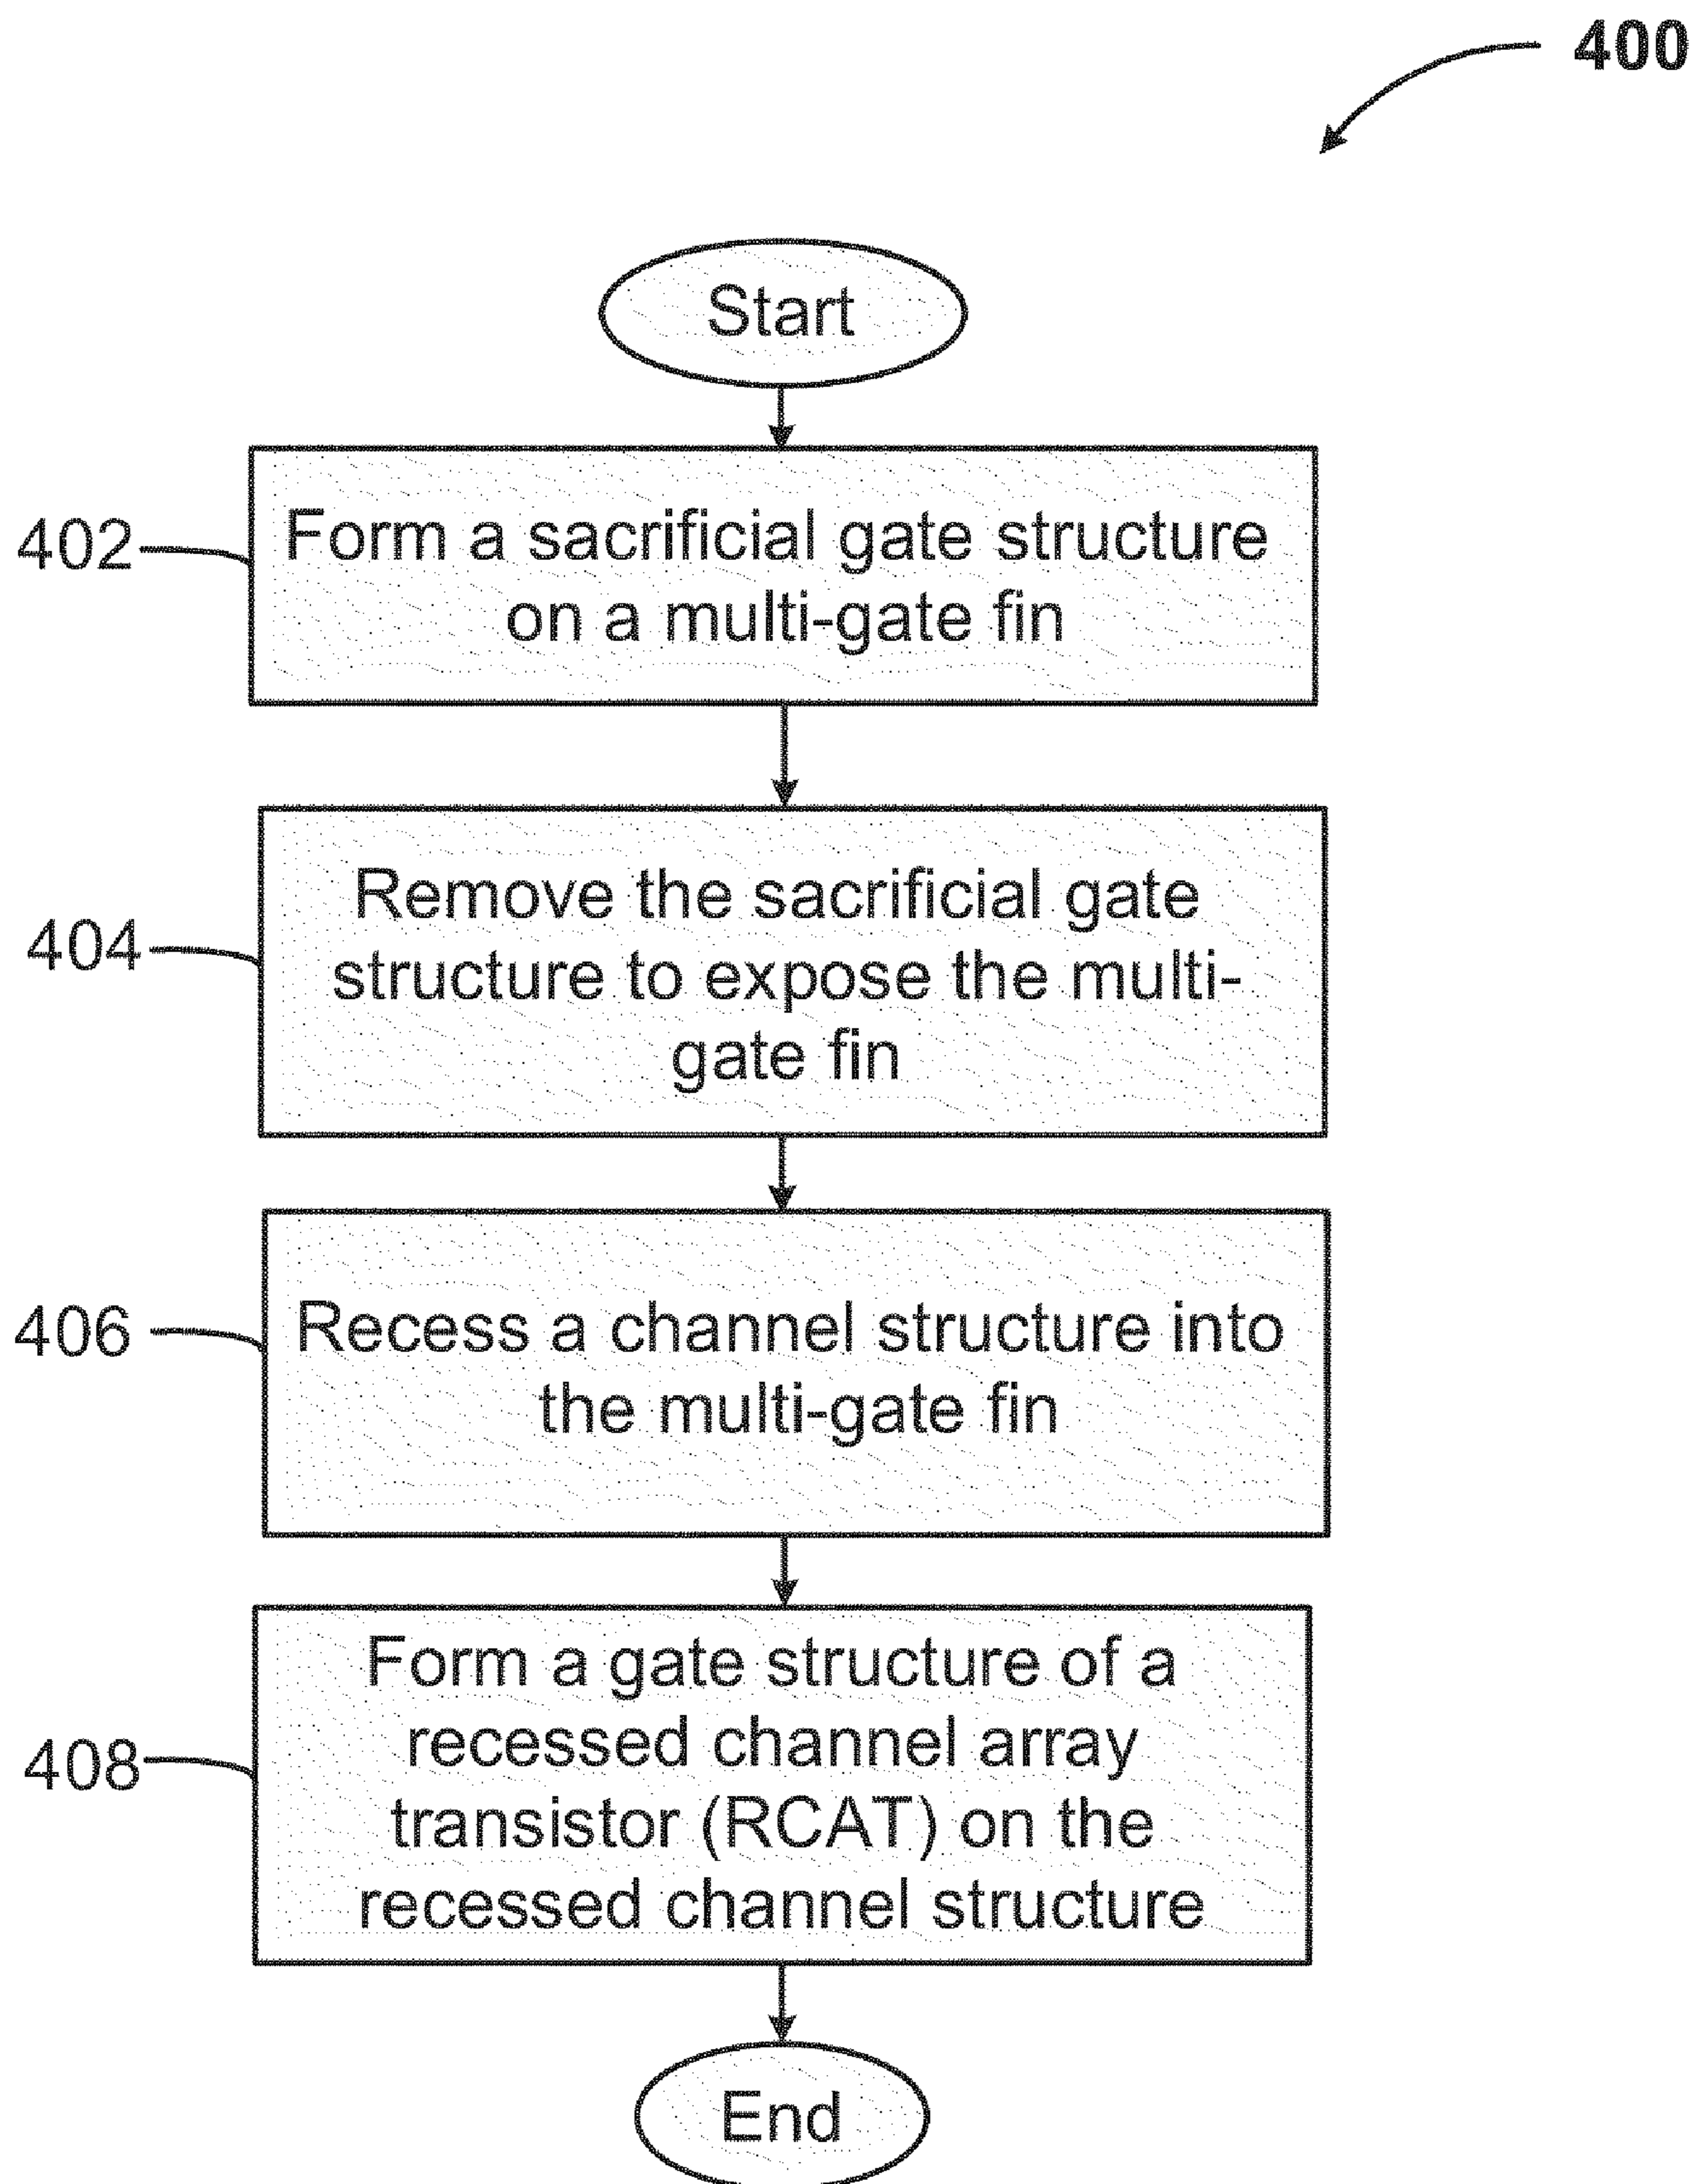 400
Start
402
Form a sacrificial gate structure
on a multi-gate fin
404
Remove the sacrificial gate
structure to expose the multi-
gate fin
406
Recess a channel structure into
the multi-gate fin
408
Form a gate structure of a
recessed channel array
transistor (RCAT) on the
recessed channel structure
End